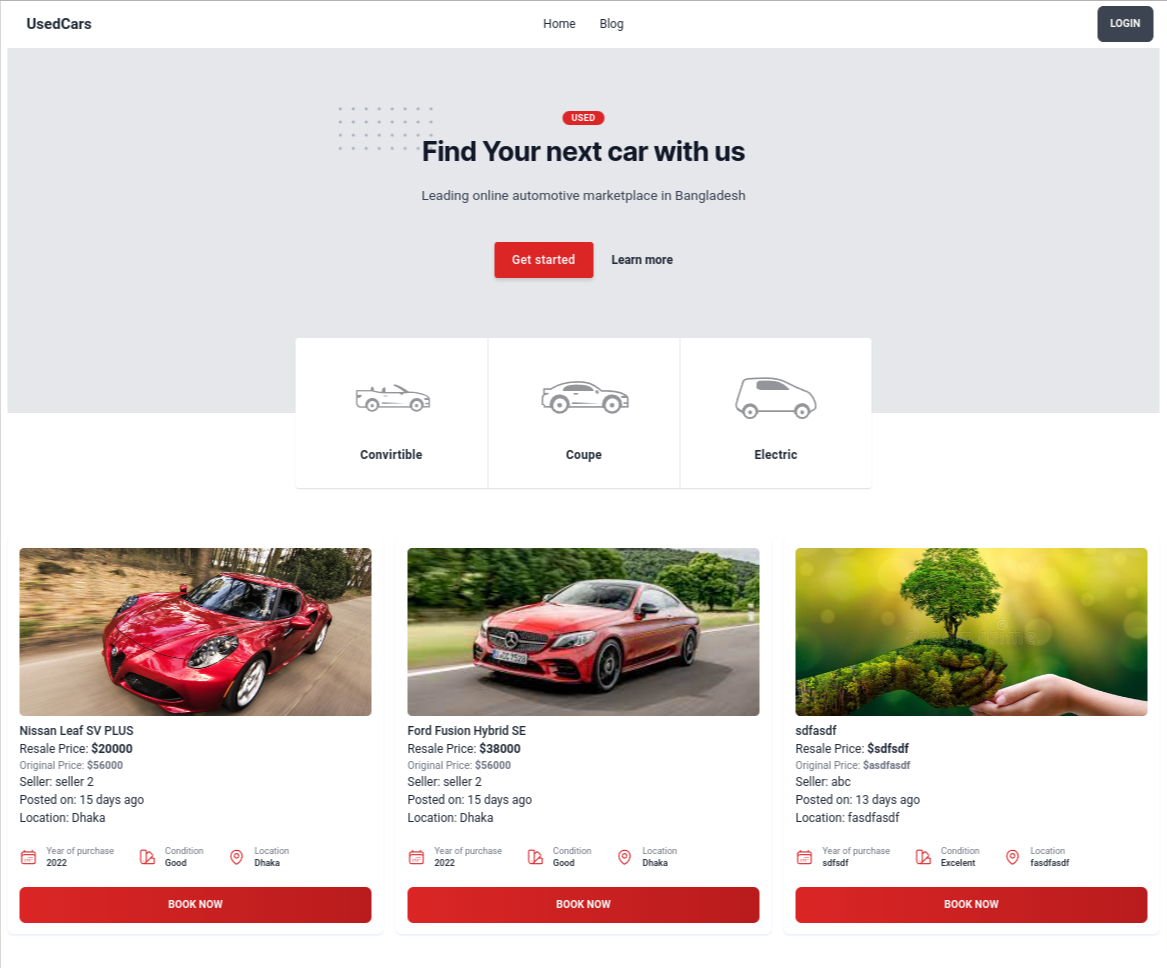 UsedCars
Home Blog
LOGIN
USED
Find Your next car with us
Leading online automotive marketplace in Bangladesh
Get started Learn more
Convirtible Coupe Electric
Nissan Leaf SV PLUS
Resale Price: $20000
Original Price: $56000
Seller: seller 2
Posted on: 15 days ago
Location: Dhaka
Year of purchase Condition Location
2022 Good Dhaka
BOOK NOW
Ford Fusion Hybrid SE
Resale Price: $38000
Original Price: $56000
Seller: seller 2
Posted on: 15 days ago
Location: Dhaka
Year of purchase Condition Location
2022 Good Dhaka
BOOK NOW
sdfasdf
Resale Price: $sdfsdf
Original Price: $asdfasdf
Seller: abc
Posted on: 13 days ago
Location: fasdfasdf
Year of purchase Condition Location
sdfsdf Excelent fasdfasdf
BOOK NOW